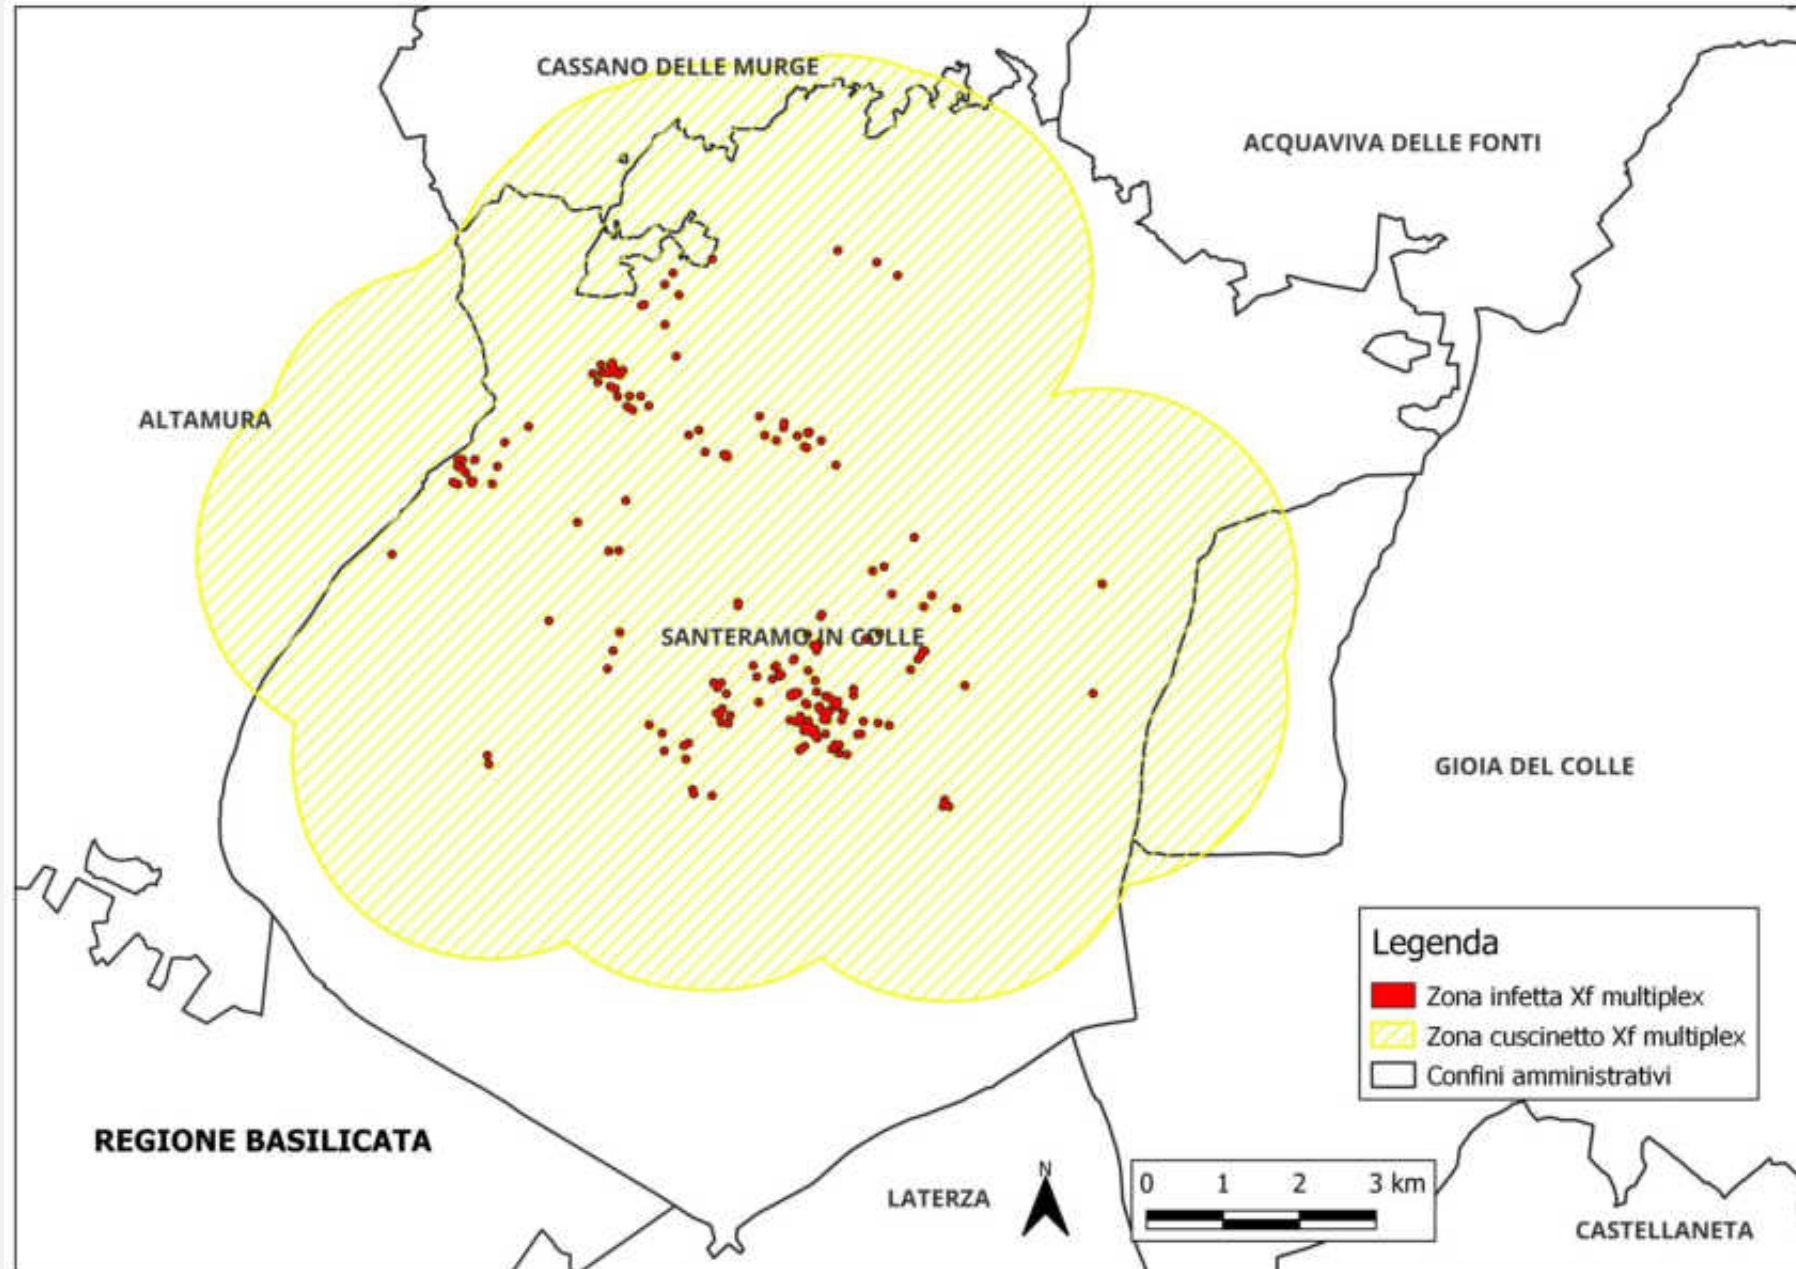 CASSANO DELLE MURGE
ACQUAVIVA DELLE FONTI
ALTAMURA
SANTERAMO IN COLLE
GIOIA DEL COLLE
Legenda
Zona infetta Xf multiplex
Zona cuscinetto Xf multiplex
Confini amministrativi
REGIONE BASILICATA
LATERZA
N
0 1 2 3 km
CASTELLANETA